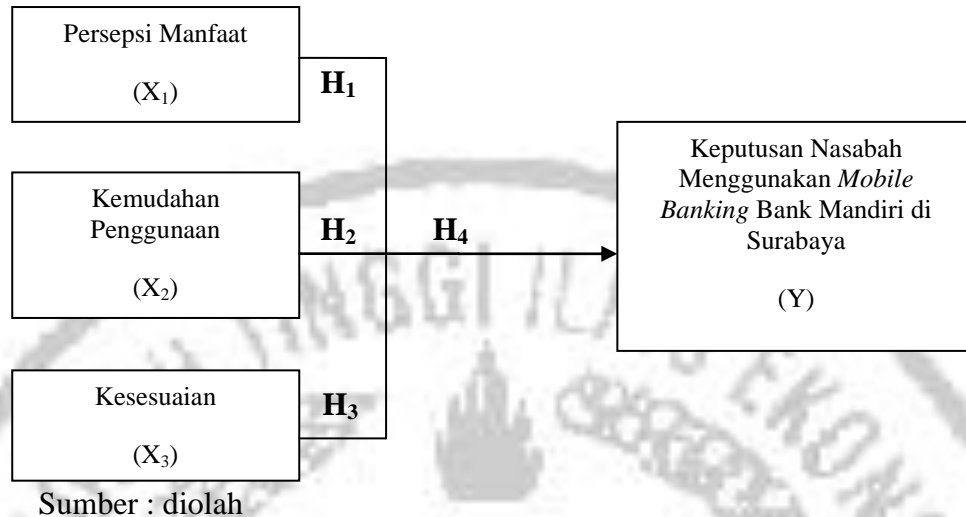 Persepsi Manfaat
(X₁)
H₁
Kemudahan
Penggunaan
(X₂)
H₂
H₄
Keputusan Nasabah
Menggunakan Mobile
Banking Bank Mandiri di
Surabaya
(Y)
Kesesuaian
(X₃)
H₃
Sumber : diolah